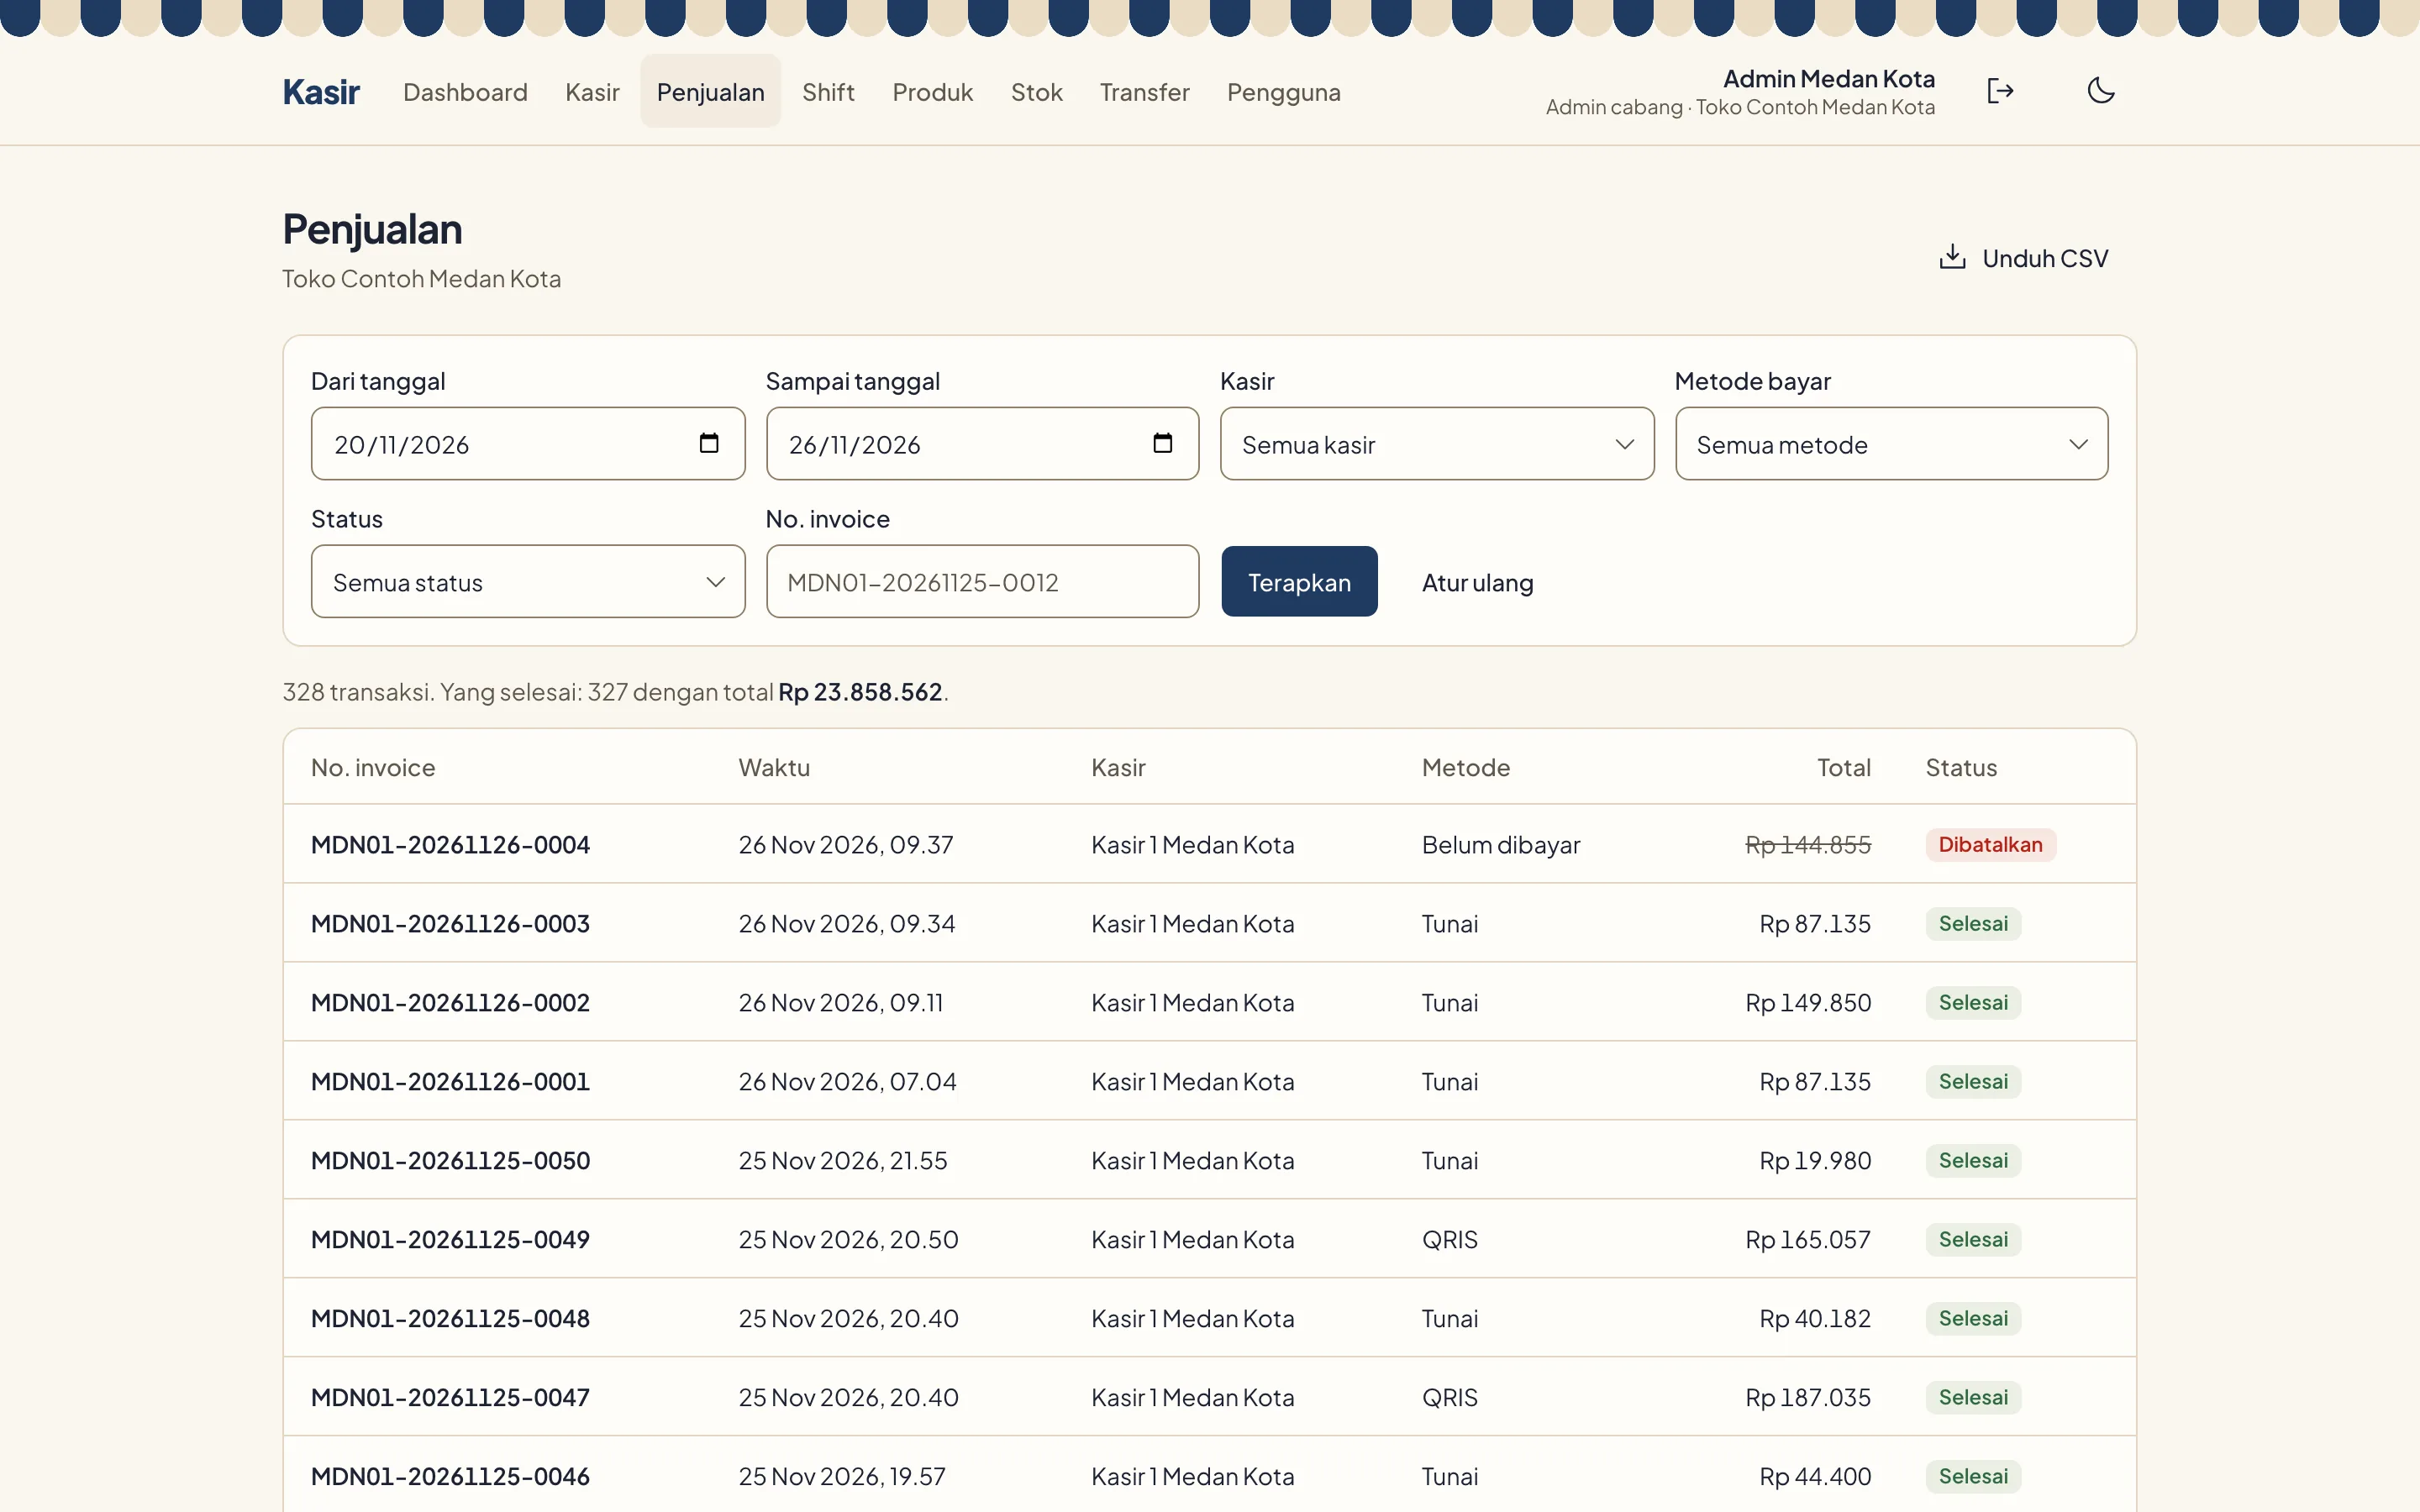 Kasir Dashboard Kasir Penjualan Shift Produk Stok Transfer Pengguna
Admin Medan Kota
Admin cabang · Toko Contoh Medan Kota
Penjualan
Toko Contoh Medan Kota
Unduh CSV
Dari tanggal Sampai tanggal Kasir Metode bayar
20/11/2026 26/11/2026 Semua kasir Semua metode
Status No. invoice
Semua status MDN01-20261125-0012 Terapkan Atur ulang
328 transaksi. Yang selesai: 327 dengan total Rp 23.858.562.
No. invoice Waktu Kasir Metode Total Status
MDN01-20261126-0004 26 Nov 2026, 09.37 Kasir 1 Medan Kota Belum dibayar Rp 144.855 Dibatalkan
MDN01-20261126-0003 26 Nov 2026, 09.34 Kasir 1 Medan Kota Tunai Rp 87.135 Selesai
MDN01-20261126-0002 26 Nov 2026, 09.11 Kasir 1 Medan Kota Tunai Rp 149.850 Selesai
MDN01-20261126-0001 26 Nov 2026, 07.04 Kasir 1 Medan Kota Tunai Rp 87.135 Selesai
MDN01-20261125-0050 25 Nov 2026, 21.55 Kasir 1 Medan Kota Tunai Rp 19.980 Selesai
MDN01-20261125-0049 25 Nov 2026, 20.50 Kasir 1 Medan Kota QRIS Rp 165.057 Selesai
MDN01-20261125-0048 25 Nov 2026, 20.40 Kasir 1 Medan Kota Tunai Rp 40.182 Selesai
MDN01-20261125-0047 25 Nov 2026, 20.40 Kasir 1 Medan Kota QRIS Rp 187.035 Selesai
MDN01-20261125-0046 25 Nov 2026, 19.57 Kasir 1 Medan Kota Tunai Rp 44.400 Selesai